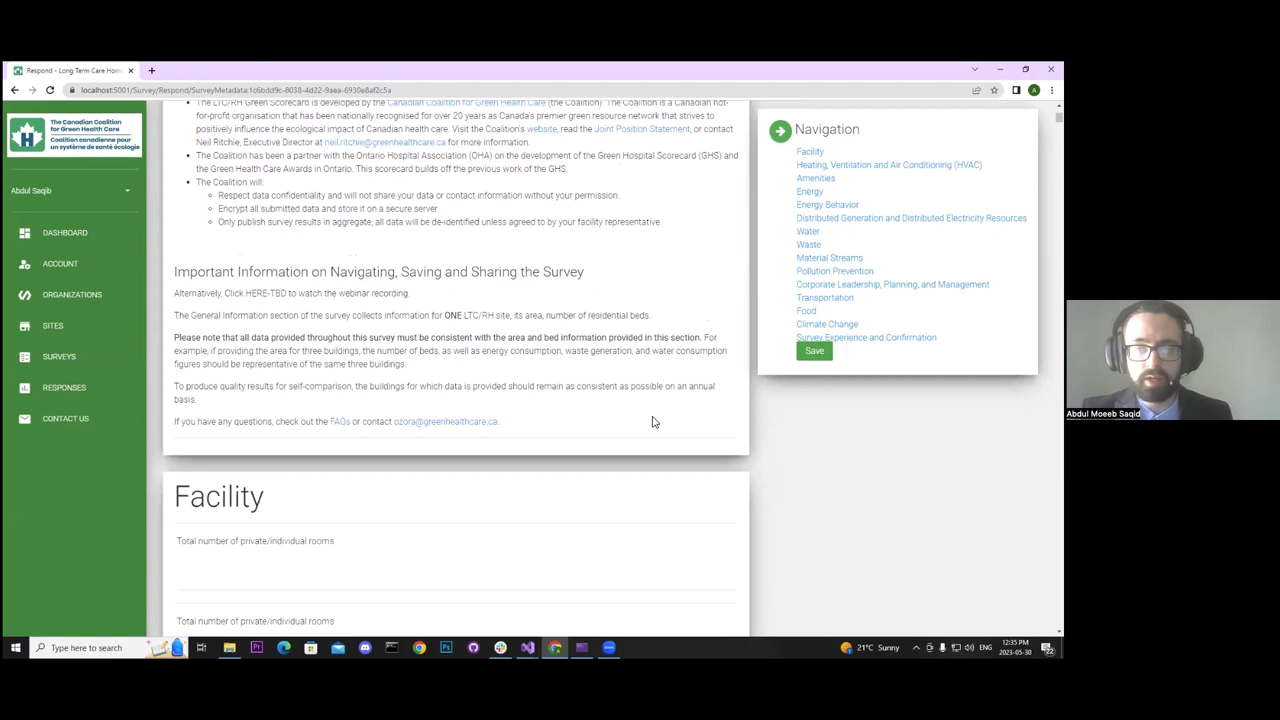 Respond - Long Term Care Hom
localhost:5001/Survey/Respond/SurveyMetadata:1c6bdd9c-8038-4d22-9aea-6930e8af2c5a
A
The Canadian Coalition
for Green Health Care
Coalition canadienne pour
un système de santé écologique
Abdul Saqib
DASHBOARD
ACCOUNT
ORGANIZATIONS
SITES
SURVEYS
RESPONSES
CONTACT US
The LTC/RH Green Scorecard is developed by the Canadian Coalition for Green Health Care (the Coalition). The Coalition is a Canadian not-
for-profit organisation that has been nationally recognised for over 20 years as Canada's premier green resource network that strives to
positively influence the ecological impact of Canadian health care. Visit the Coalition's website, read the Joint Position Statement, or contact
Neil Ritchie, Executive Director at neil.ritchie@greenhealthcare.ca for more information.
The Coalition has been a partner with the Ontario Hospital Association (OHA) on the development of the Green Hospital Scorecard (GHS) and
the Green Health Care Awards in Ontario. This scorecard builds off the previous work of the GHS.
The Coalition will:
Respect data confidentiality and will not share your data or contact information without your permission.
Encrypt all submitted data and store it on a secure server.
Only publish survey results in aggregate; all data will be de-identified unless agreed to by your facility representative.
Important Information on Navigating, Saving and Sharing the Survey
Alternatively, Click HERE-TBD to watch the webinar recording.
The General Information section of the survey collects information for ONE LTC/RH site, its area, number of residential beds.
Please note that all data provided throughout this survey must be consistent with the area and bed information provided in this section. For
example, if providing the area for three buildings, the number of beds, as well as energy consumption, waste generation, and water consumption
figures should be representative of the same three buildings.
To produce quality results for self-comparison, the buildings for which data is provided should remain as consistent as possible on an annual
basis.
If you have any questions, check out the FAQs or contact ozora@greenhealthcare.ca.
Facility
Total number of private/individual rooms
Total number of private/individual rooms
Navigation
Facility
Heating, Ventilation and Air Conditioning (HVAC)
Amenities
Energy
Energy Behavior
Distributed Generation and Distributed Electricity Resources
Water
Waste
Material Streams
Pollution Prevention
Corporate Leadership, Planning, and Management
Transportation
Food
Climate Change
Survey Experience and Confirmation
Save
Abdul Moeeb Saqid
Type here to search
21°C Sunny
ENG
12:35 PM
2023-05-30
22